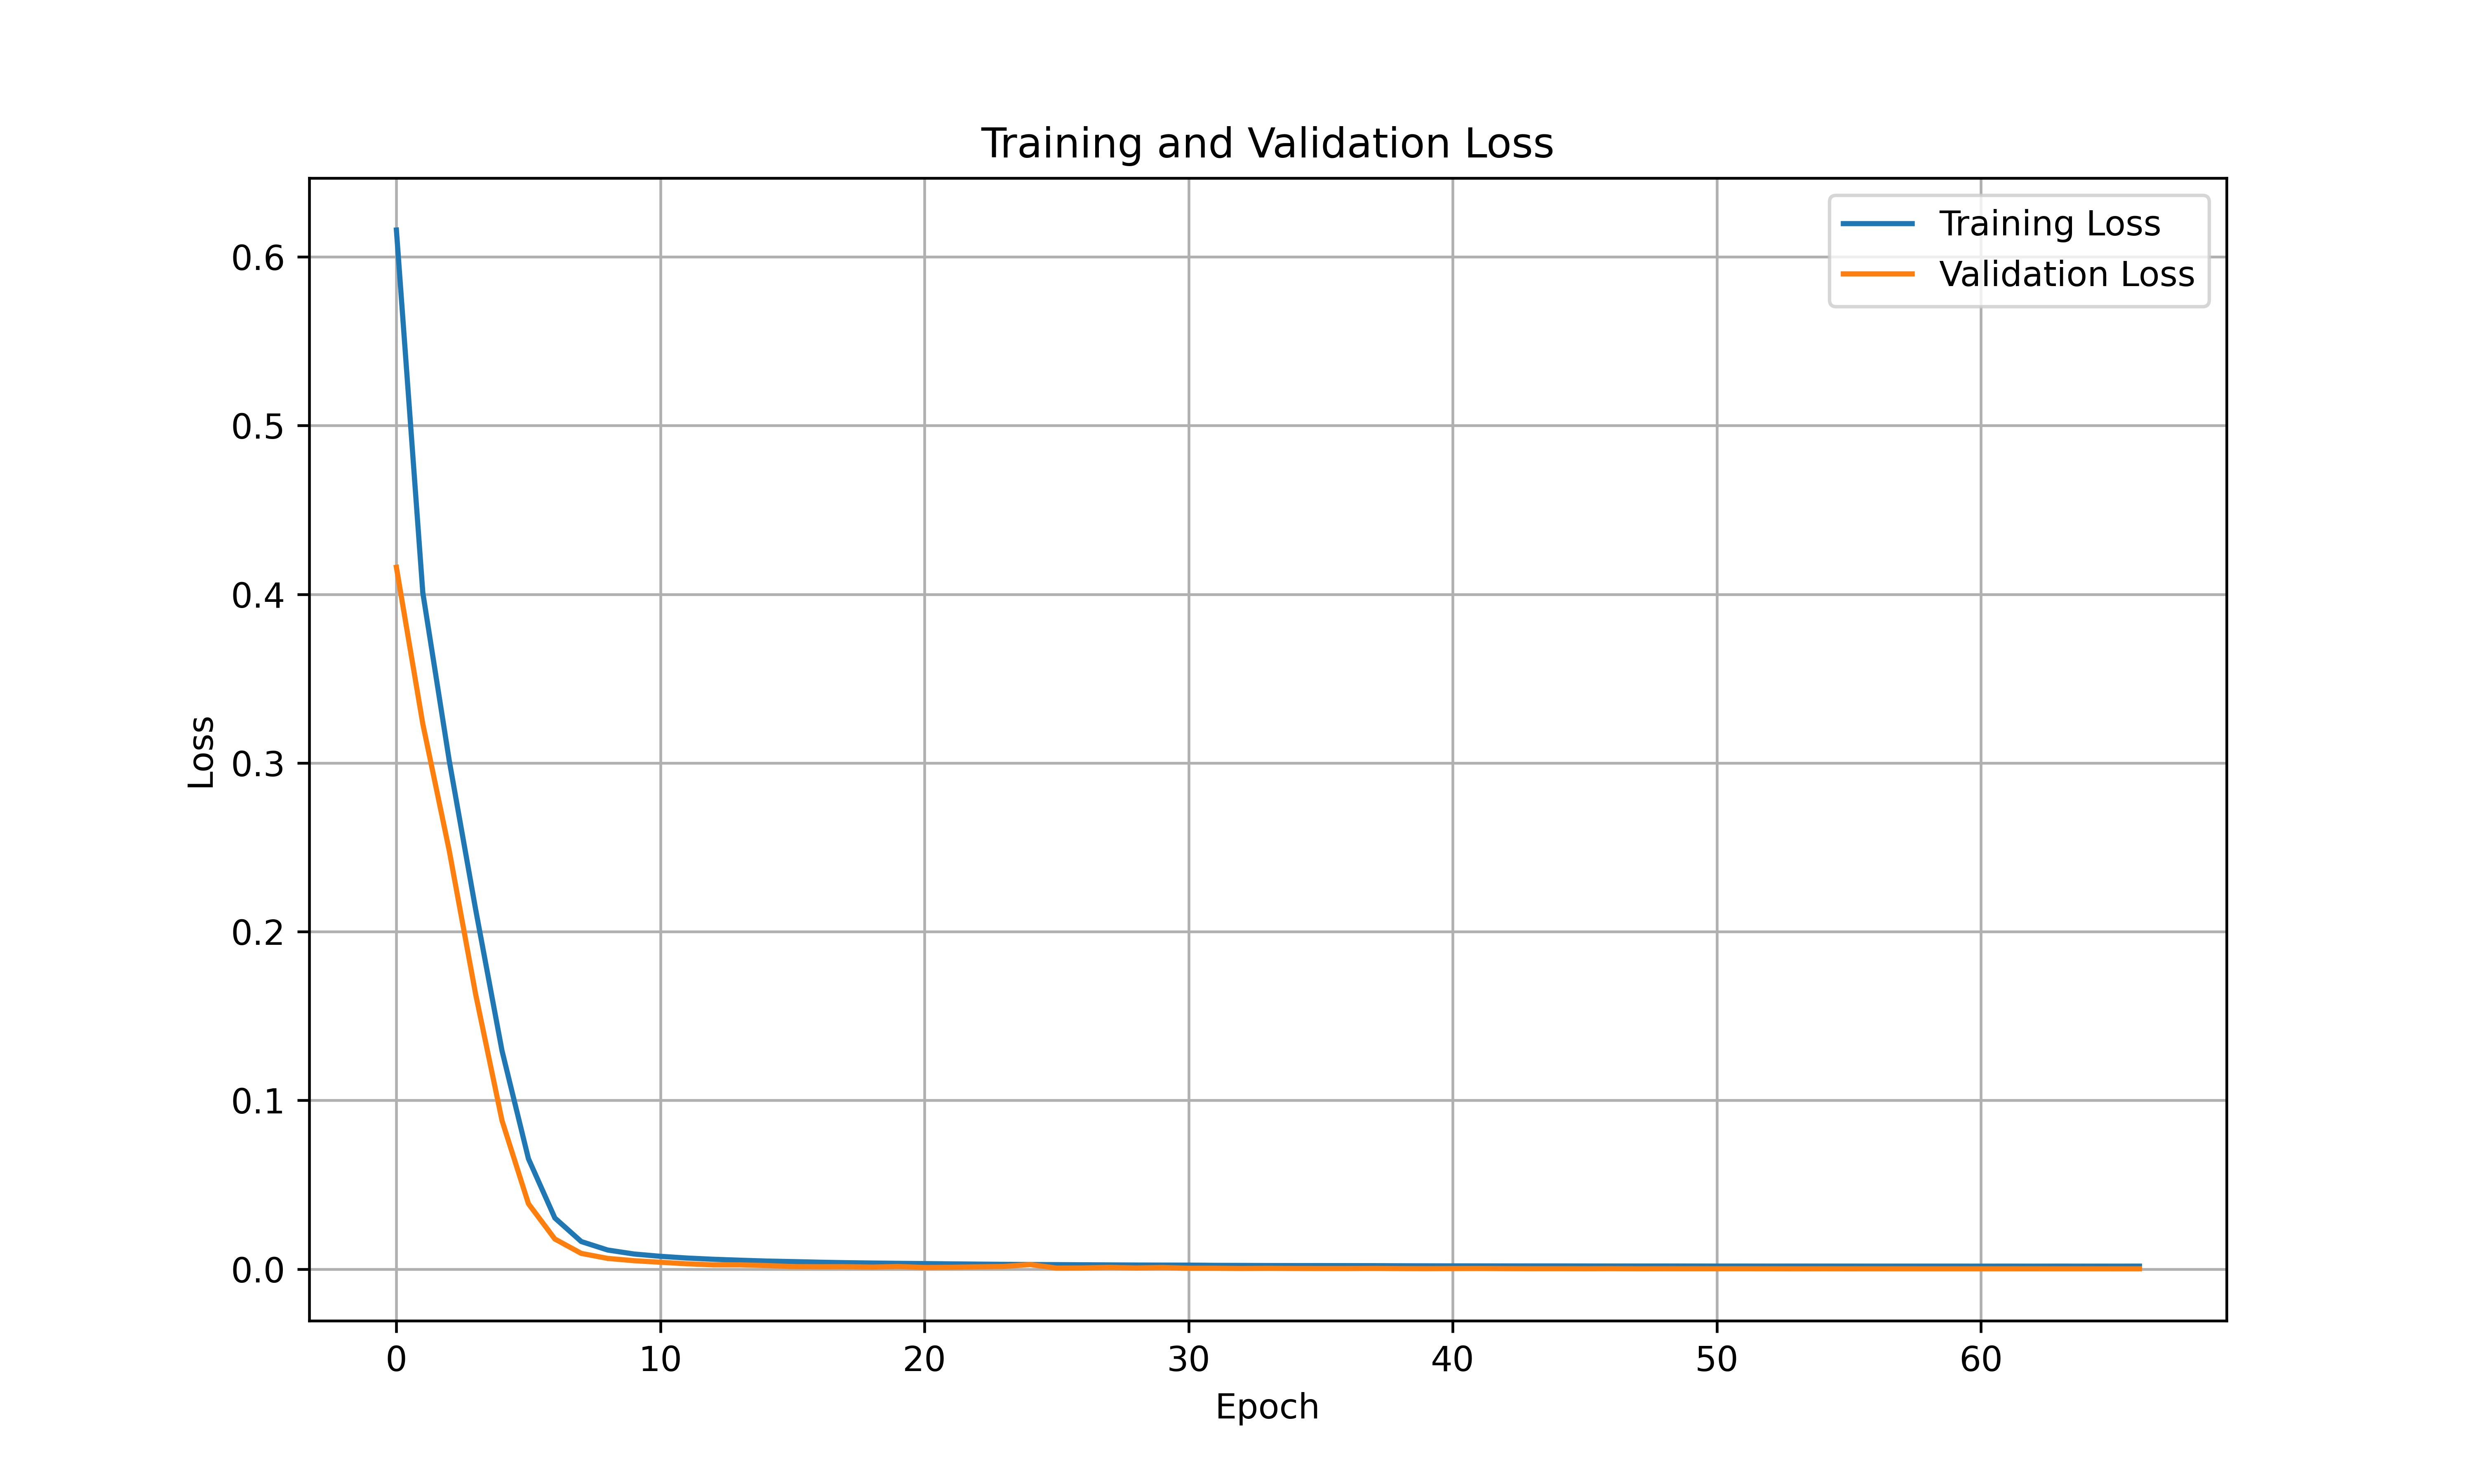 Training and Validation Loss
Training Loss
Validation Loss
0.6
0.5
0.4
0.3
0.2
0.1
0.0
Loss
0 10 20 30 40 50 60
Epoch